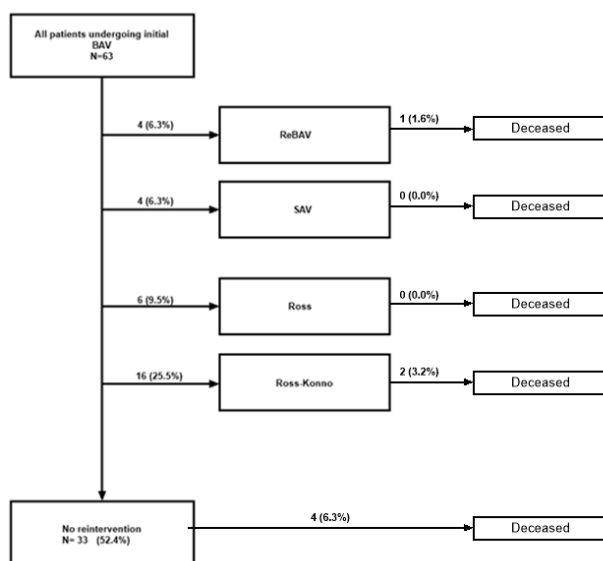 All patients undergoing initial
BAV
N=63
4 (6.3%)
ReBAV
1 (1.6%)
Deceased
4 (6.3%)
SAV
0 (0.0%)
Deceased
6 (9.5%)
Ross
0 (0.0%)
Deceased
16 (25.5%)
Ross-Konno
2 (3.2%)
Deceased
No reintervention
N= 33 (52.4%)
4 (6.3%)
Deceased